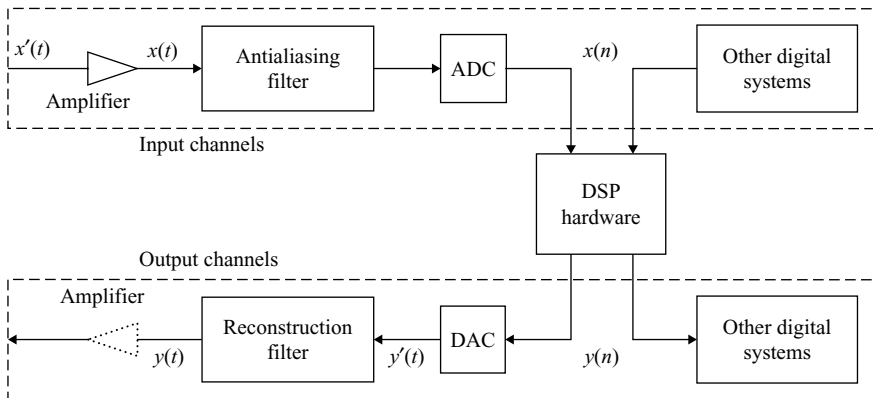 x′(t)
x(t)
Amplifier
Antialiasing
filter
ADC
x(n)
Other digital
systems
Input channels
DSP
hardware
Output channels
Amplifier
y(t)
Reconstruction
filter
y′(t)
DAC
y(n)
Other digital
systems